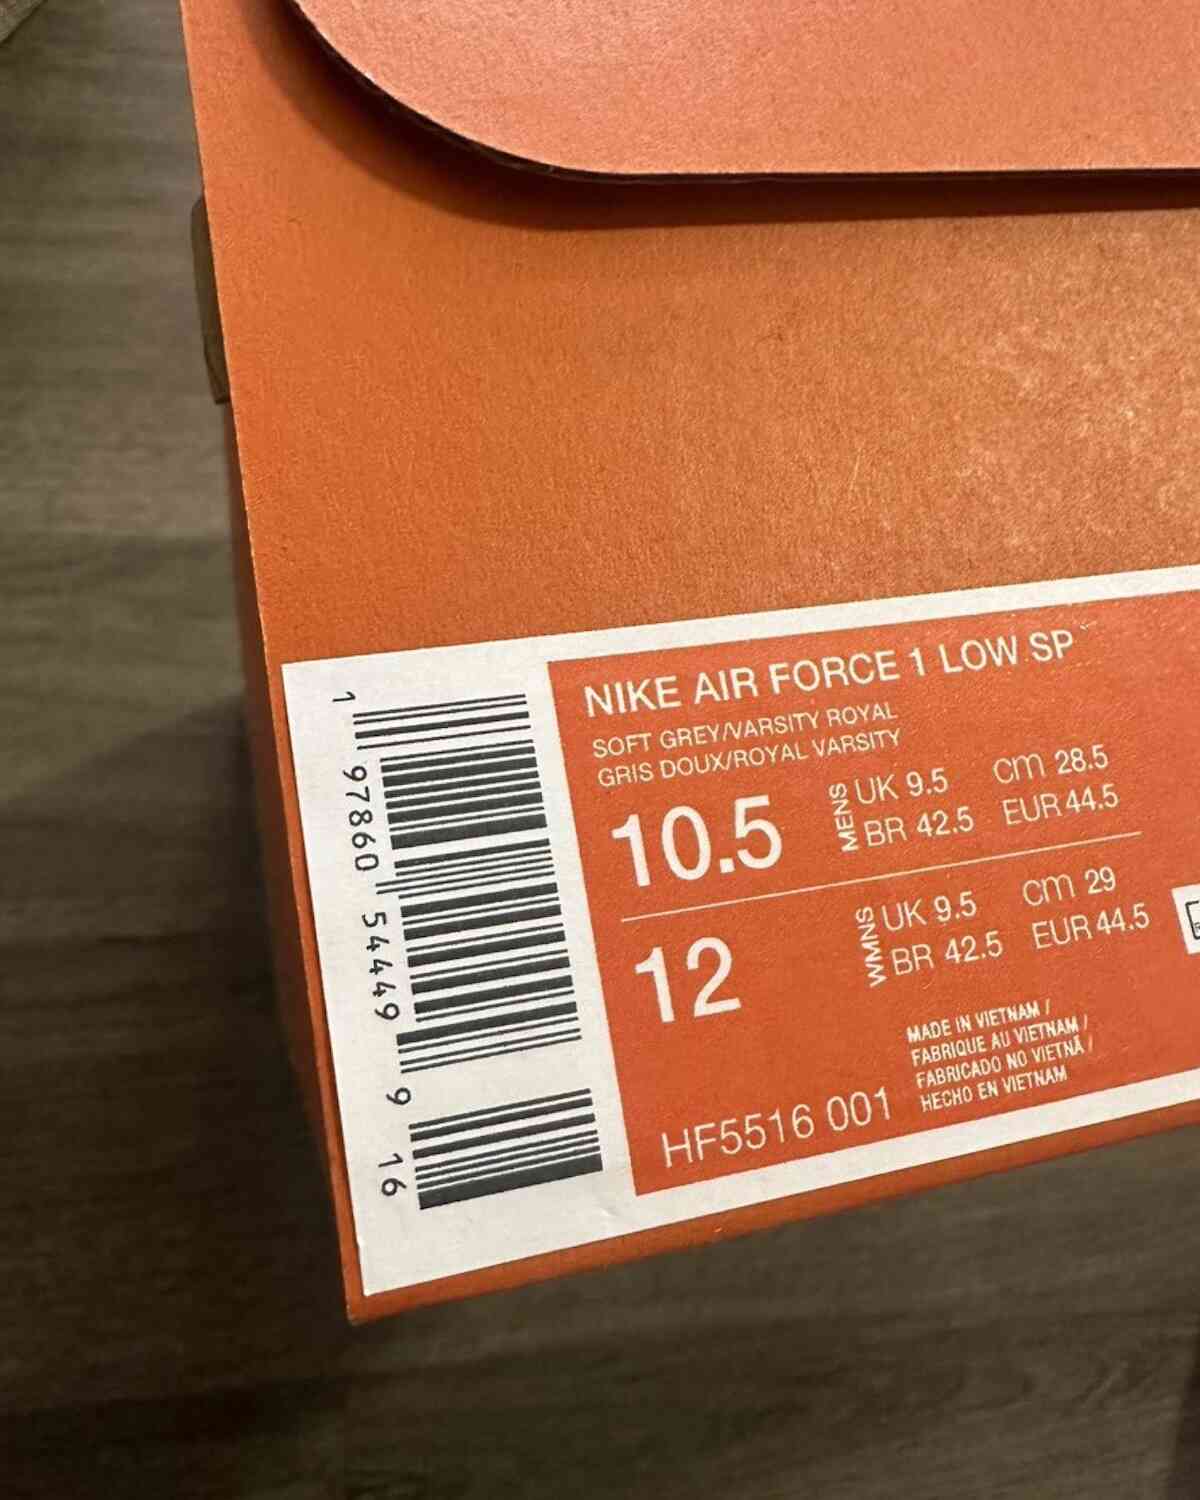 NIKE AIR FORCE 1 LOW SP
SOFT GREY/VARSITY ROYAL
GRIS DOUX/ROYAL VARSITY
10.5 MENS UK 9.5 cm 28.5
BR 42.5 EUR 44.5
12 WMNS UK 9.5 cm 29
BR 42.5 EUR 44.5
MADE IN VIETNAM /
FABRIQUE AU VIETNAM /
FABRICADO NO VIETNÃ /
HECHO EN VIETNAM
HF5516 001
1 97860 54449 9 16